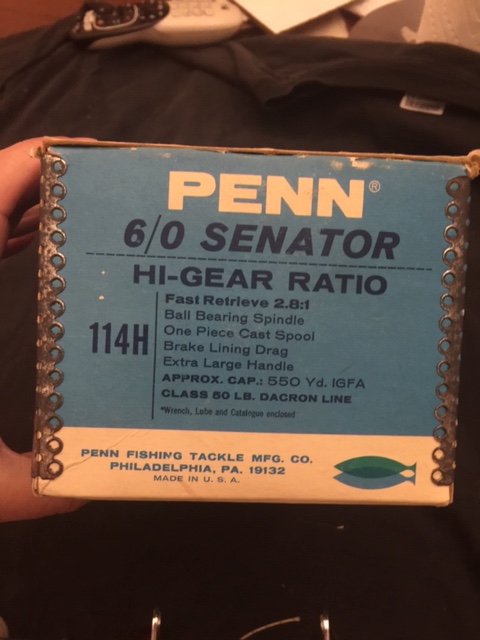 PENN®
6/0 SENATOR
HI-GEAR RATIO
114H
Fast Retrieve 2.8:1
Ball Bearing Spindle
One Piece Cast Spool
Brake Lining Drag
Extra Large Handle
APPROX. CAP.: 550 Yd. IGFA
CLASS 50 LB. DACRON LINE
*Wrench, Lube and Catalogue enclosed
PENN FISHING TACKLE MFG. CO.
PHILADELPHIA, PA. 19132
MADE IN U. S. A.